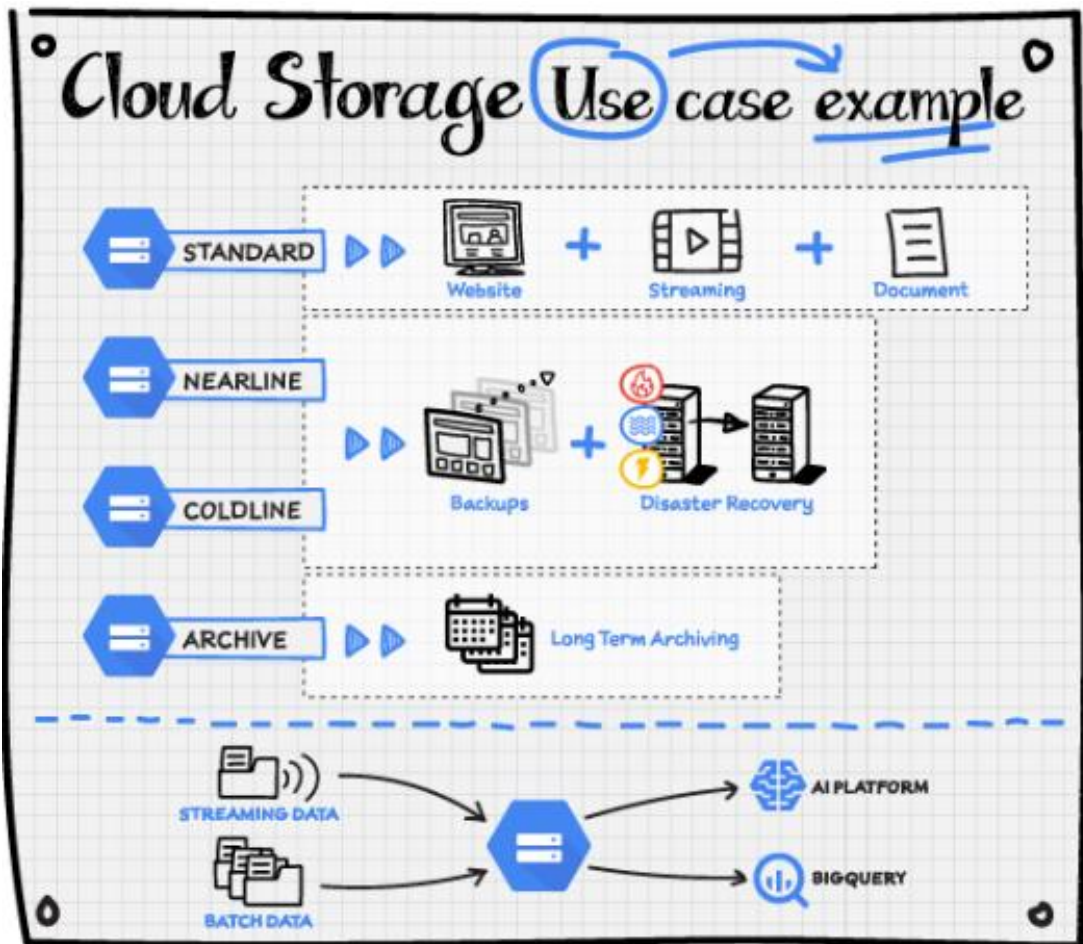 Cloud Storage Use case example
STANDARD
Website
Streaming
Document
NEARLINE
COLDLINE
Backups
Disaster Recovery
ARCHIVE
Long Term Archiving
STREAMING DATA
BATCH DATA
AI PLATFORM
BIGQUERY